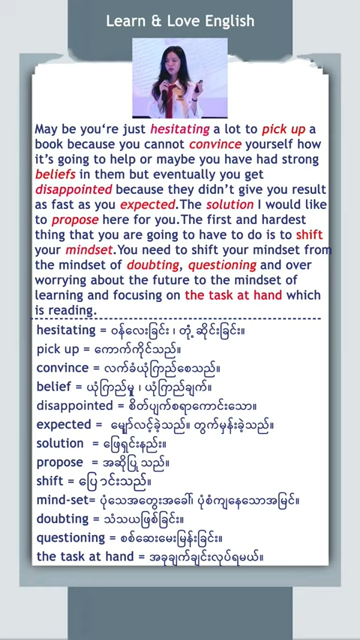 Learn & Love English
May be you're just hesitating a lot to pick up a
book because you cannot convince yourself how
it's going to help or maybe you have had strong
beliefs in them but eventually you get
disappointed because they didn't give you result
as fast as you expected.The solution I would like
to propose here for you.The first and hardest
thing that you are going to have to do is to shift
your mindset.You need to shift your mindset from
the mindset of doubting, questioning and over
worrying about the future to the mindset of
learning and focusing on the task at hand which
is reading.
hesitating = ဝန်လေးခြင်း ၊ တုံ့ ဆိုင်းခြင်း။
pick up = ကောက်ကိုင်သည်။
convince = လက်ခံယုံကြည်စေသည်။
belief = ယုံကြည်မှု ၊ ယုံကြည်ချက်။
disappointed = စိတ်ပျက်စရာကောင်းသော။
expected = မျှော်လင့်ခဲ့သည်။ တွက်မှန်းခဲ့သည်။
solution = ဖြေရှင်းနည်း။
propose = အဆိုပြု သည်။
shift = ပြောင်းသည်။
mind-set= ပုံသေအတွေးအခေါ်၊ ပုံစံကျနေသောအမြင်။
doubting = သံသယဖြစ်ခြင်း။
questioning = စစ်ဆေးမေးမြန်းခြင်း။
the task at hand = အခုချက်ချင်းလုပ်ရမယ်။